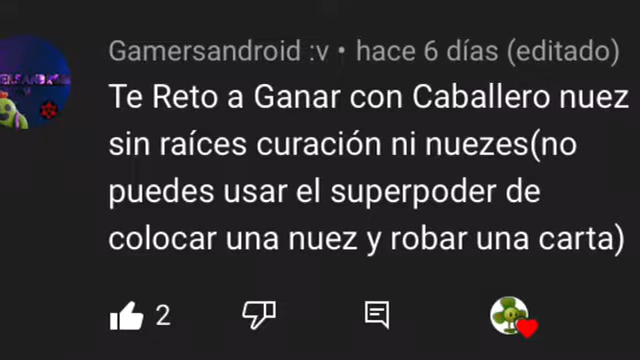 Gamersandroid :v • hace 6 días (editado)
Te Reto a Ganar con Caballero nuez
sin raíces curación ni nuezes(no
puedes usar el superpoder de
colocar una nuez y robar una carta)
2